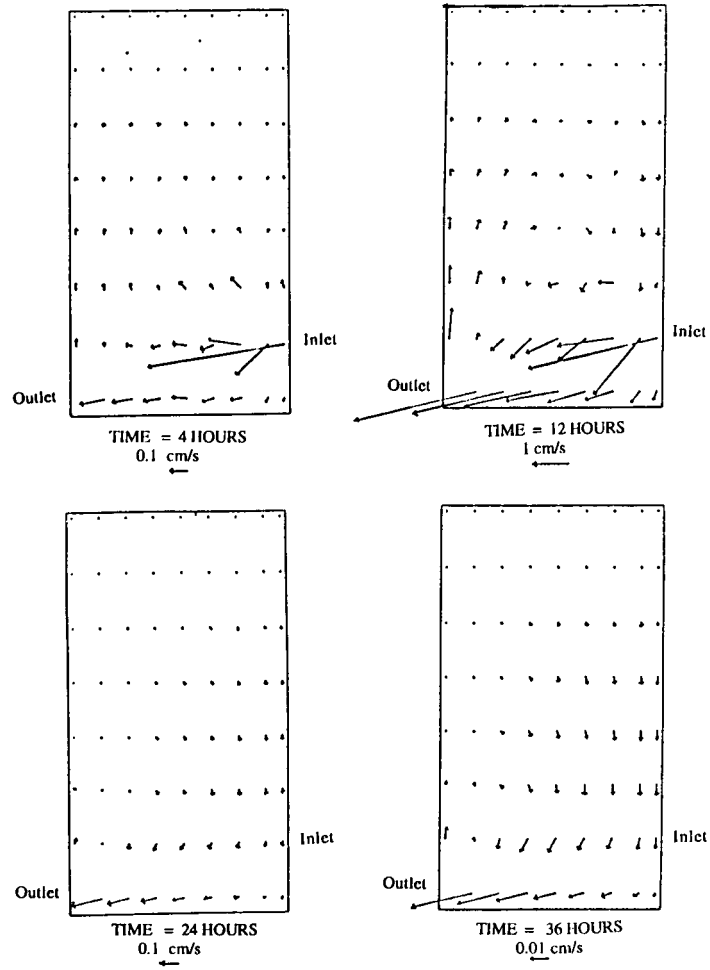 Inlet
Outlet
TIME = 4 HOURS
0.1 cm/s
Inlet
Outlet
TIME = 12 HOURS
1 cm/s
Inlet
Outlet
TIME = 24 HOURS
0.1 cm/s
Inlet
Outlet
TIME = 36 HOURS
0.01 cm/s